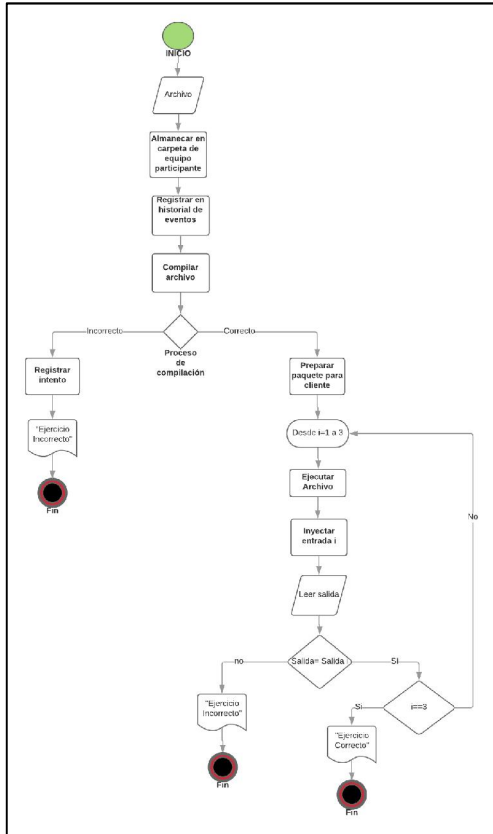 INICIO
Archivo
Almanecar en
carpeta de
equipo
participante
Registrar en
historial de
eventos
Compilar
archivo
Incorrecto
Correcto
Proceso
de
compilación
Registrar
intento
"Ejercicio
Incorrecto"
Fin
Preparar
paquete para
cliente
Desde i=1 a 3
Ejecutar
Archivo
No
Inyectar
entrada i
Leer salida
no
Salida= Salida i
SI
"Ejercicio
Incorrecto"
Fin
Si
i==3
"Ejercicio
Correcto"
Fin